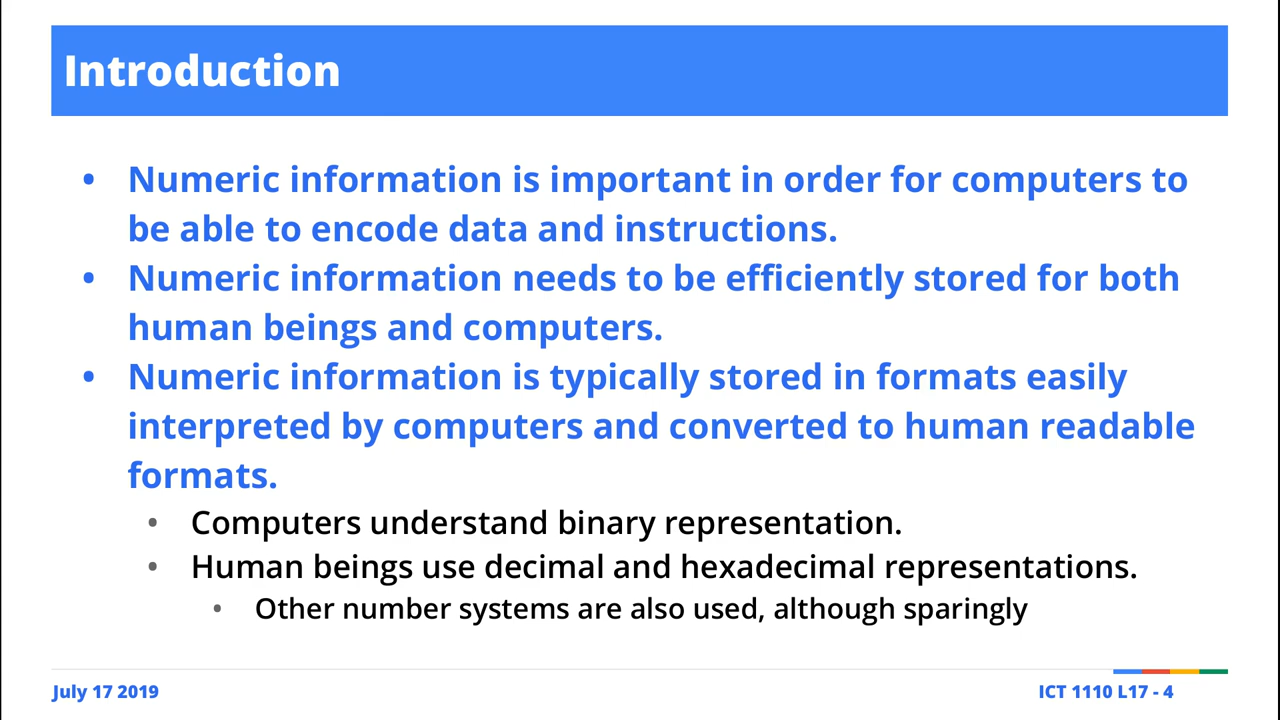 Introduction
• Numeric information is important in order for computers to
be able to encode data and instructions.
• Numeric information needs to be efficiently stored for both
human beings and computers.
• Numeric information is typically stored in formats easily
interpreted by computers and converted to human readable
formats.
• Computers understand binary representation.
• Human beings use decimal and hexadecimal representations.
• Other number systems are also used, although sparingly
July 17 2019
ICT 1110 L17 - 4